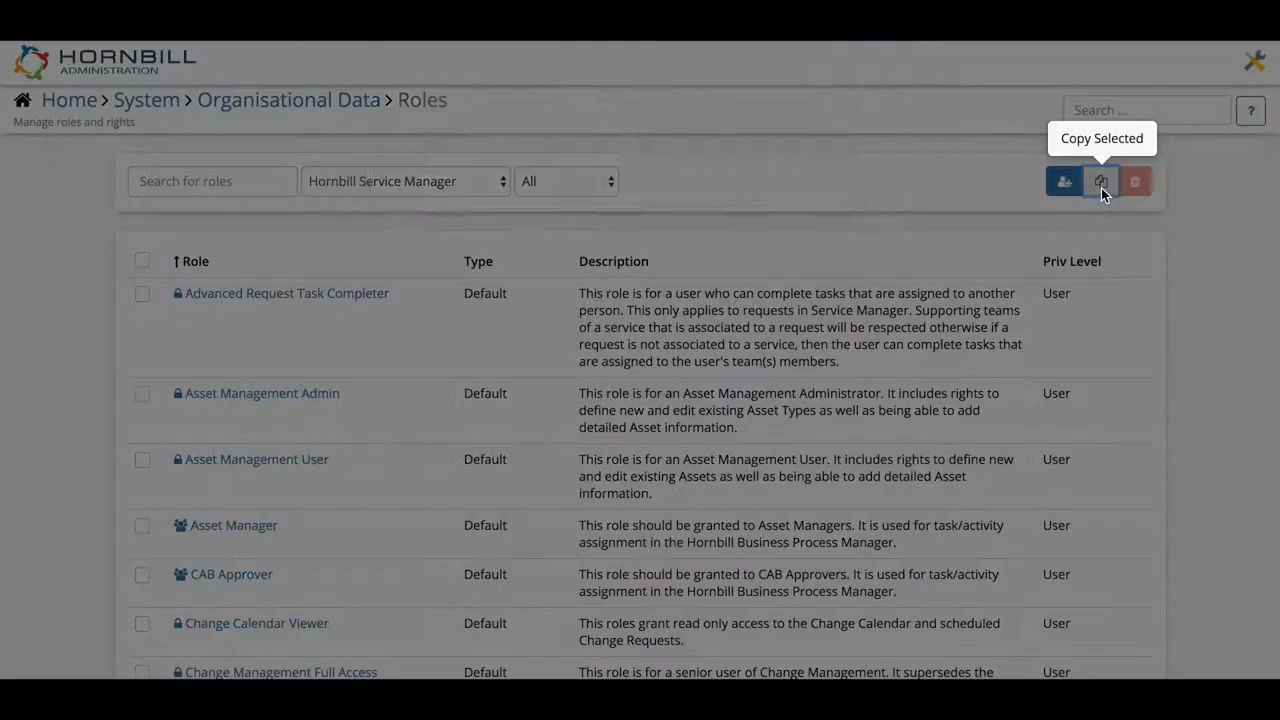 HORNBILL
ADMINISTRATION
Home > System > Organisational Data > Roles
Manage roles and rights
Search ...
?
Copy Selected
Search for roles
Hornbill Service Manager
All
Role Type Description Priv Level
Advanced Request Task Completer Default This role is for a user who can complete tasks that are assigned to another User
person. This only applies to requests in Service Manager. Supporting teams
of a service that is associated to a request will be respected otherwise if a
request is not associated to a service, then the user can complete tasks that
are assigned to the user's team(s) members.
Asset Management Admin Default This role is for an Asset Management Administrator. It includes rights to User
define new and edit existing Asset Types as well as being able to add
detailed Asset information.
Asset Management User Default This role is for an Asset Management User. It includes rights to define new User
and edit existing Assets as well as being able to add detailed Asset
information.
Asset Manager Default This role should be granted to Asset Managers. It is used for task/activity User
assignment in the Hornbill Business Process Manager.
CAB Approver Default This role should be granted to CAB Approvers. It is used for task/activity User
assignment in the Hornbill Business Process Manager.
Change Calendar Viewer Default This roles grant read only access to the Change Calendar and scheduled User
Change Requests.
Change Management Full Access Default This role is for a senior user of Change Management. It supersedes the User